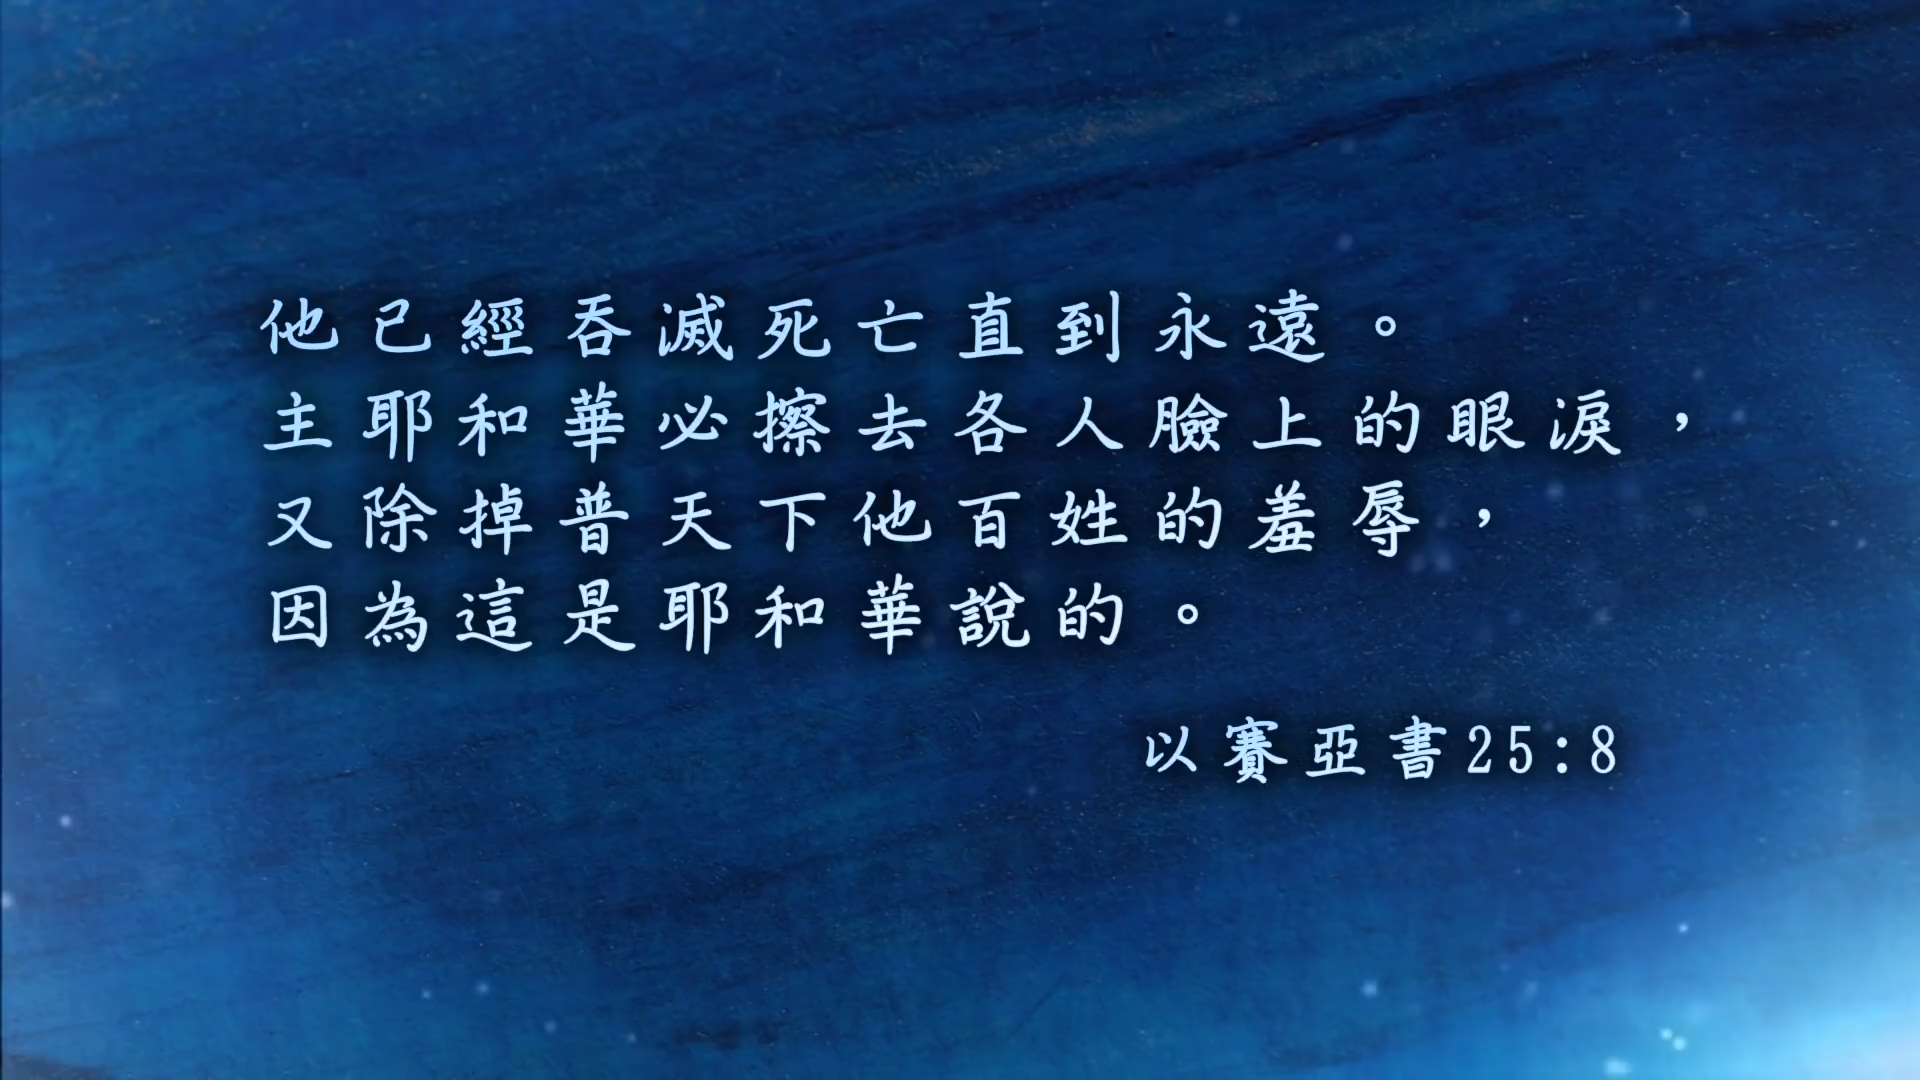 他已經吞滅死亡直到永遠。
主耶和華必擦去各人臉上的眼淚，
又除掉普天下他百姓的羞辱，
因為這是耶和華說的。
以賽亞書25:8